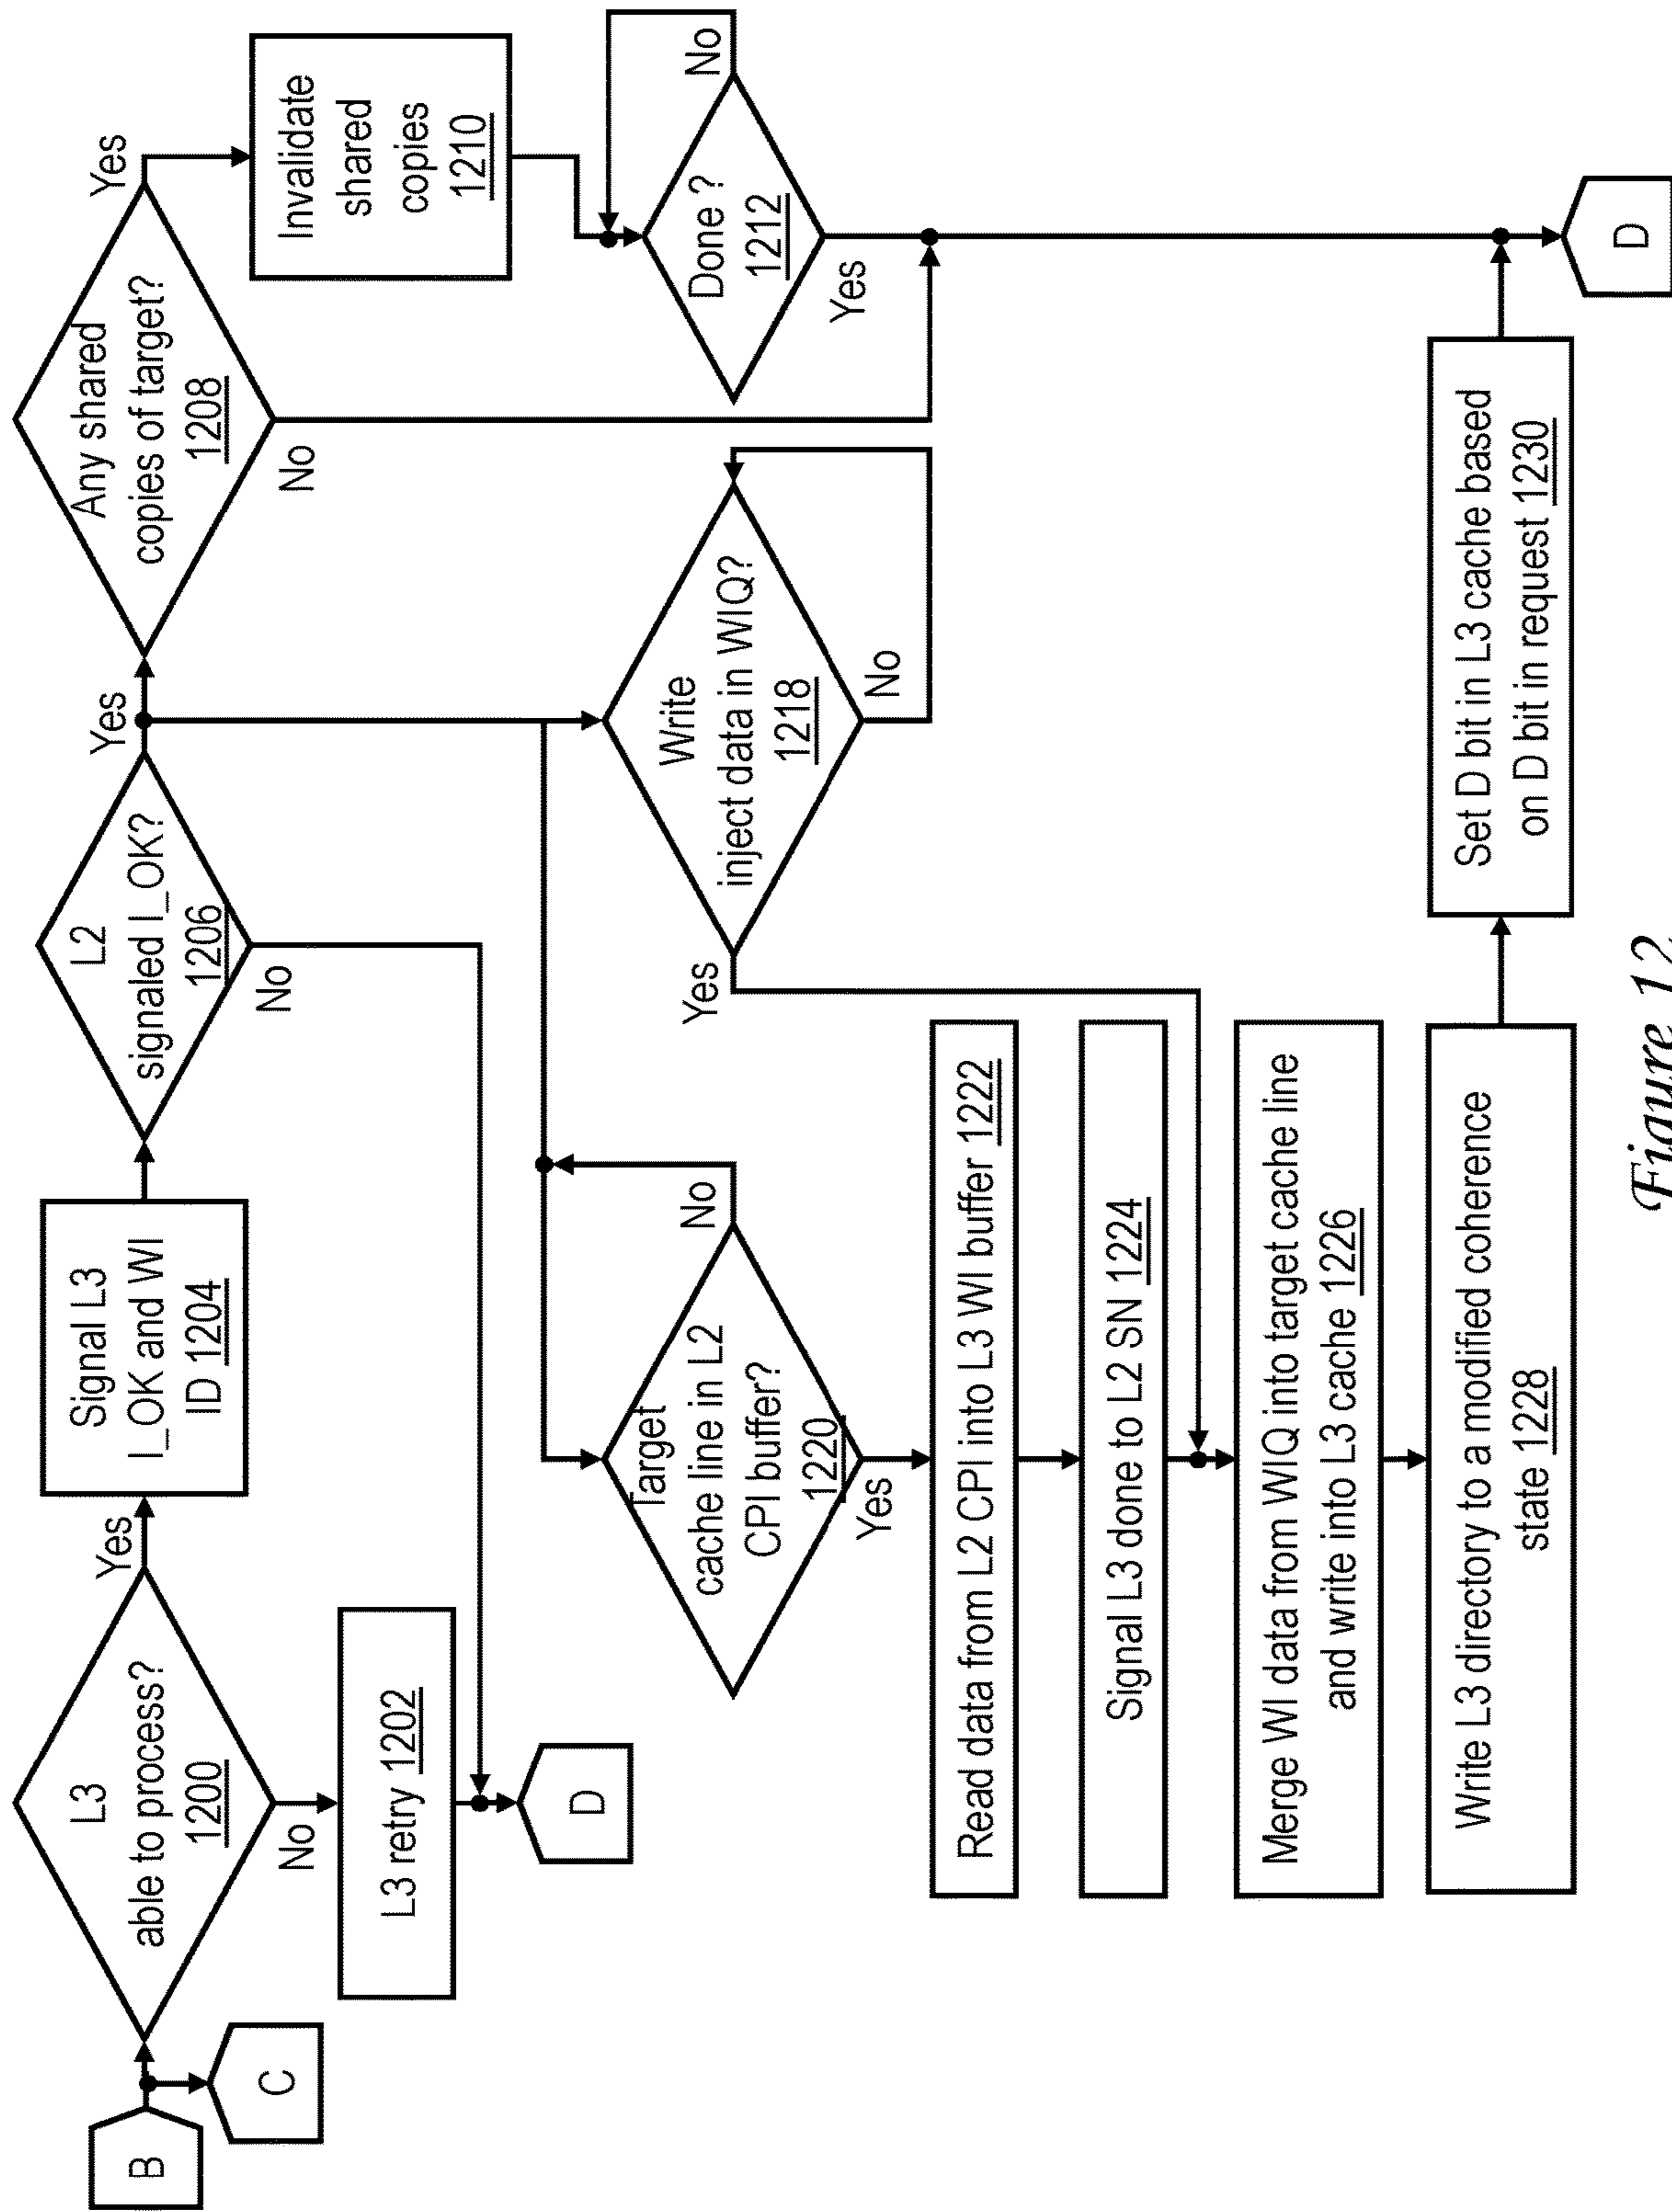 B
C
L3
able to process?
1200
Yes
No
L3 retry 1202
D
Signal L3
I_OK and WI
ID 1204
L2
signaled I_OK?
1206
Yes
No
Any shared
copies of target?
1208
Yes
No
Invalidate
shared
copies
1210
Done ?
1212
No
Yes
Write
inject data in WIQ?
1218
No
Yes
Target
cache line in L2
CPI buffer?
1220
No
Yes
Read data from L2 CPI into L3 WI buffer 1222
Signal L3 done to L2 SN 1224
Merge WI data from WIQ into target cache line
and write into L3 cache 1226
Write L3 directory to a modified coherence
state 1228
Set D bit in L3 cache based
on D bit in request 1230
D
Figure 12